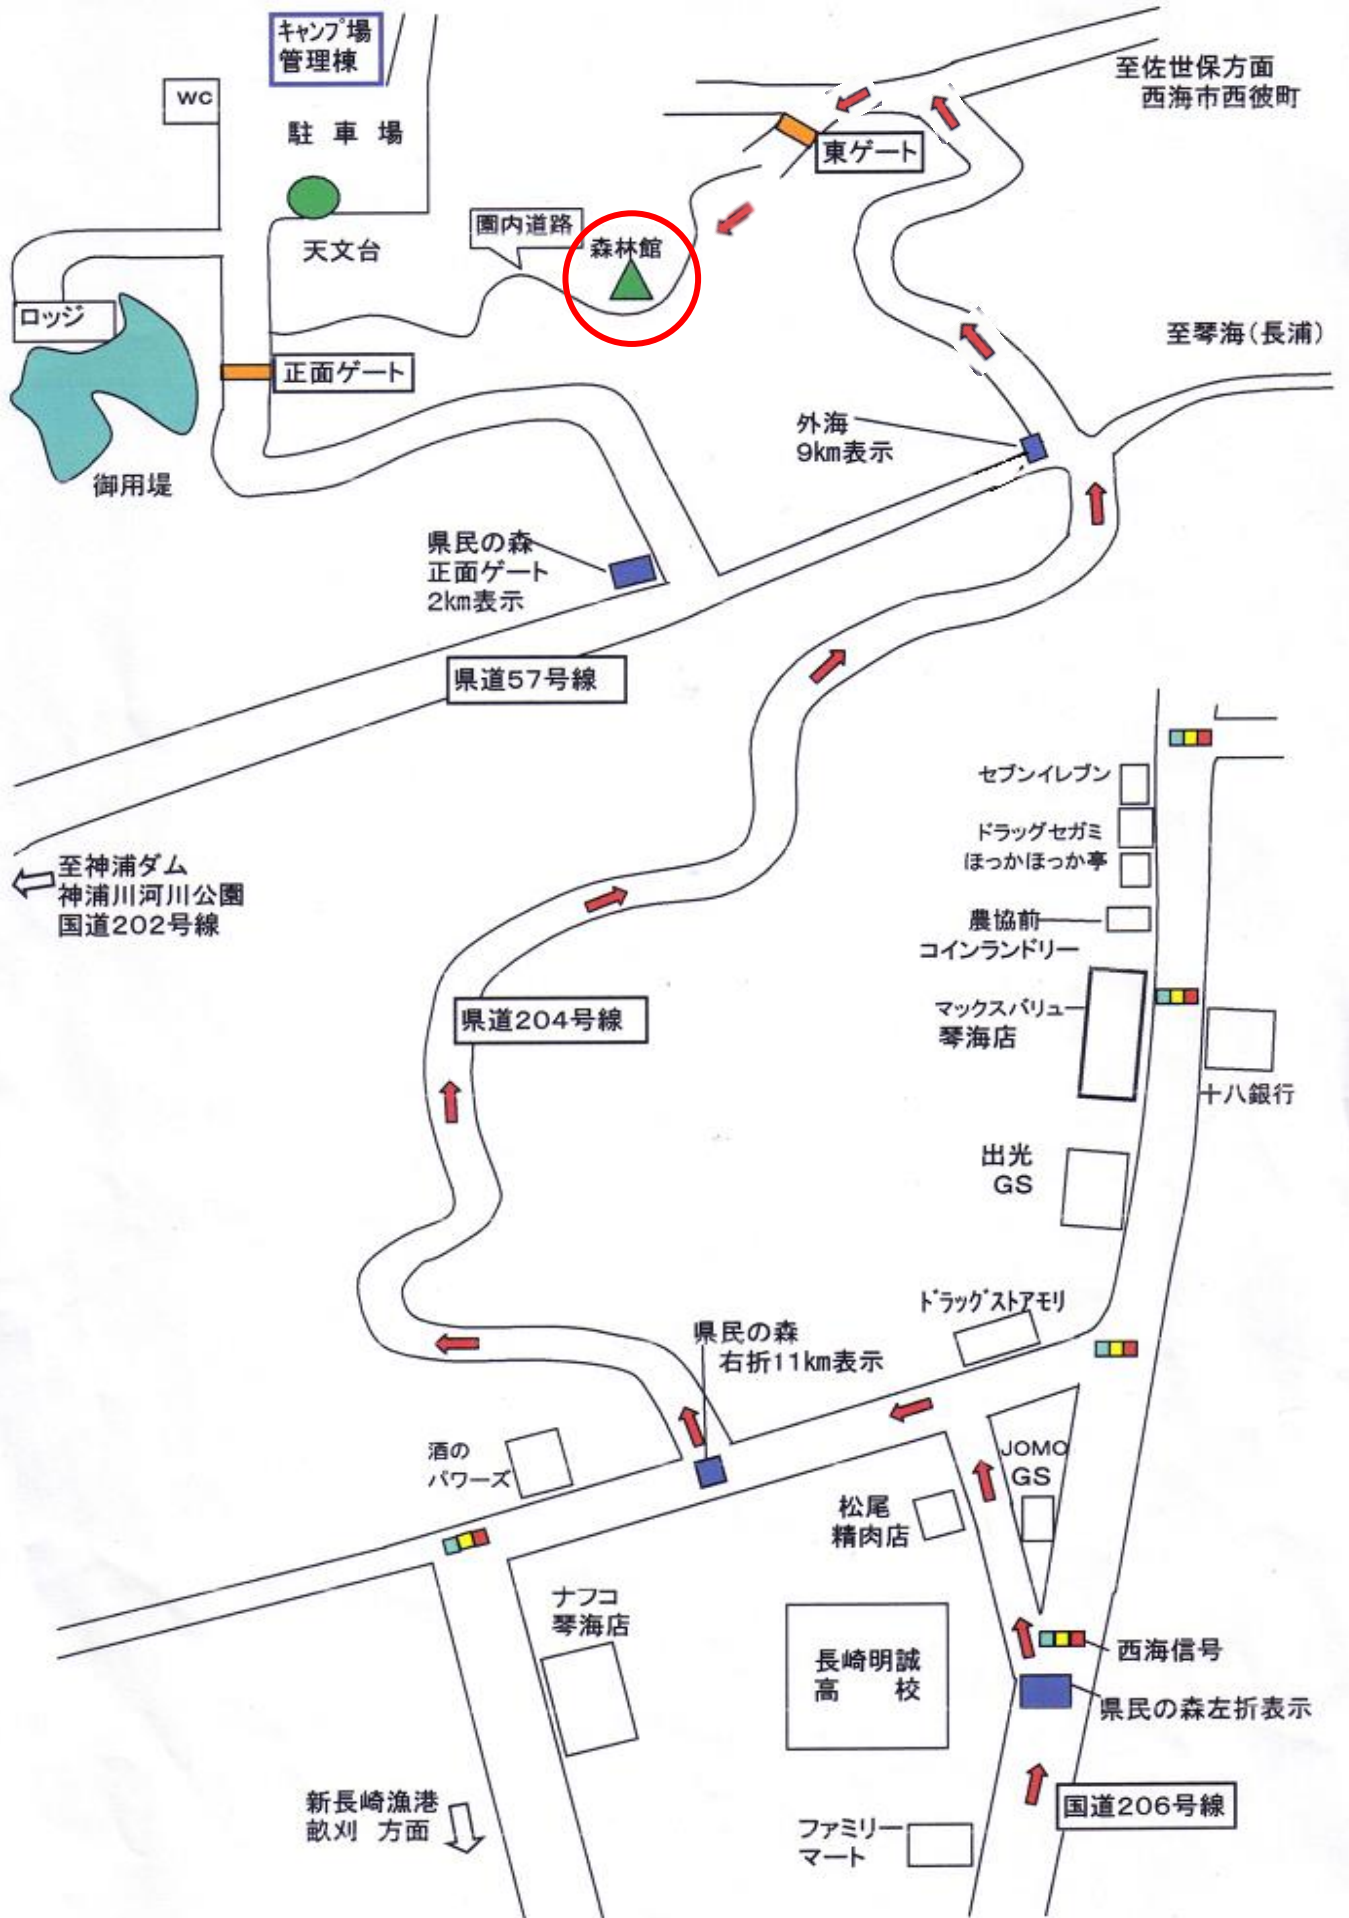 キャンプ場
管理棟
WC
駐車場
天文台
園内道路
森林館
東ゲート
至佐世保方面
西海市西彼町
ロッジ
正面ゲート
御用堤
至琴海（長浦）
外海
9km表示
県民の森
正面ゲート
2km表示
県道57号線
至神浦ダム
神浦川河川公園
国道202号線
セブンイレブン
ドラッグセガミ
ほっかほっか亭
農協前
コインランドリー
マックスバリュー
琴海店
十八銀行
県道204号線
出光
GS
ドラッグストアモリ
県民の森
右折11km表示
酒の
パワーズ
JOMO
GS
松尾
精肉店
ナフコ
琴海店
長崎明誠
高　校
西海信号
県民の森左折表示
新長崎漁港
畝刈 方面
国道206号線
ファミリー
マート